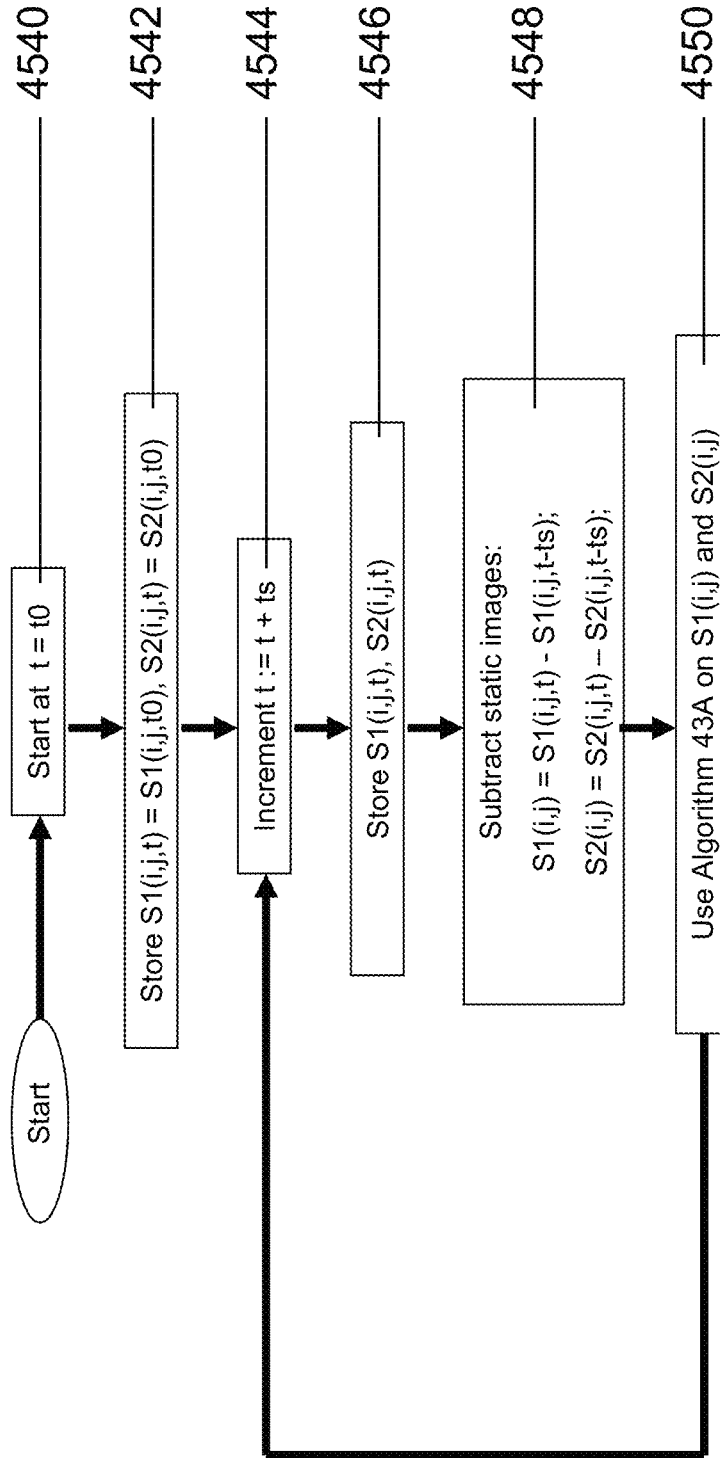 Start
Start at t = t0
4540
Store S1(i,j,t) = S1(i,j,t0), S2(i,j,t) = S2(i,j,t0)
4542
Increment t := t + ts
4544
Store S1(i,j,t), S2(i,j,t)
4546
Subtract static images:
S1(i,j) = S1(i,j,t) - S1(i,j,t-ts);
S2(i,j) = S2(i,j,t) – S2(i,j,t-ts);
4548
Use Algorithm 43A on S1(i,j) and S2(i,j)
4550